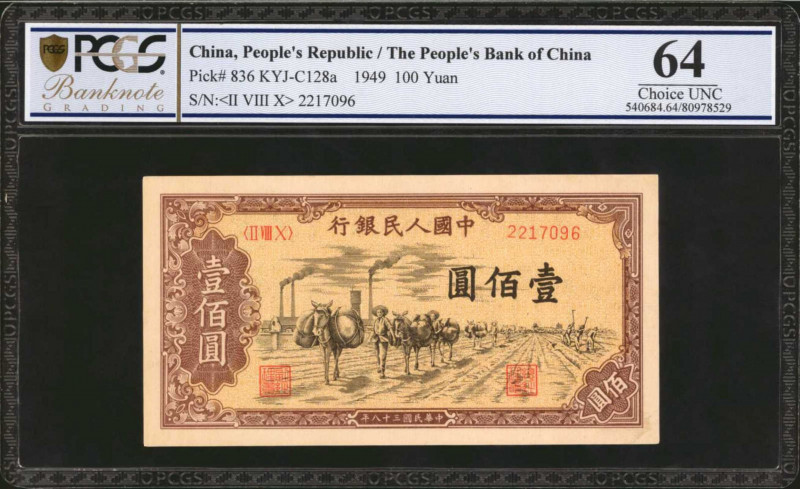 PCGS
Banknote
GRADING
China, People's Republic / The People's Bank of China
Pick# 836 KYJ-C128a 1949 100 Yuan
S/N:<II VIII X> 2217096
64
Choice UNC
540684.64/80978529
行銀民人國中
〈II VIII X〉
2217096
圓佰壹
壹佰圓
佰圓
年八十三國民華中
PCGS